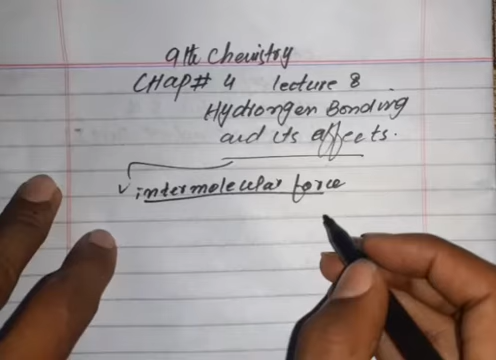 9th Chemistry
CHAP# 4 lecture 8
Hydrongen Bonding
and its affects.
intermolecular force